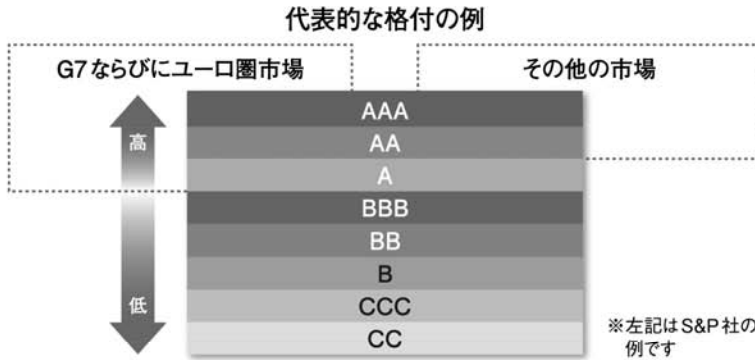 代表的な格付の例
G7ならびにユーロ圏市場
その他の市場
高
低
AAA
AA
A
BBB
BB
B
CCC
CC
※左記はS&P社の
例です